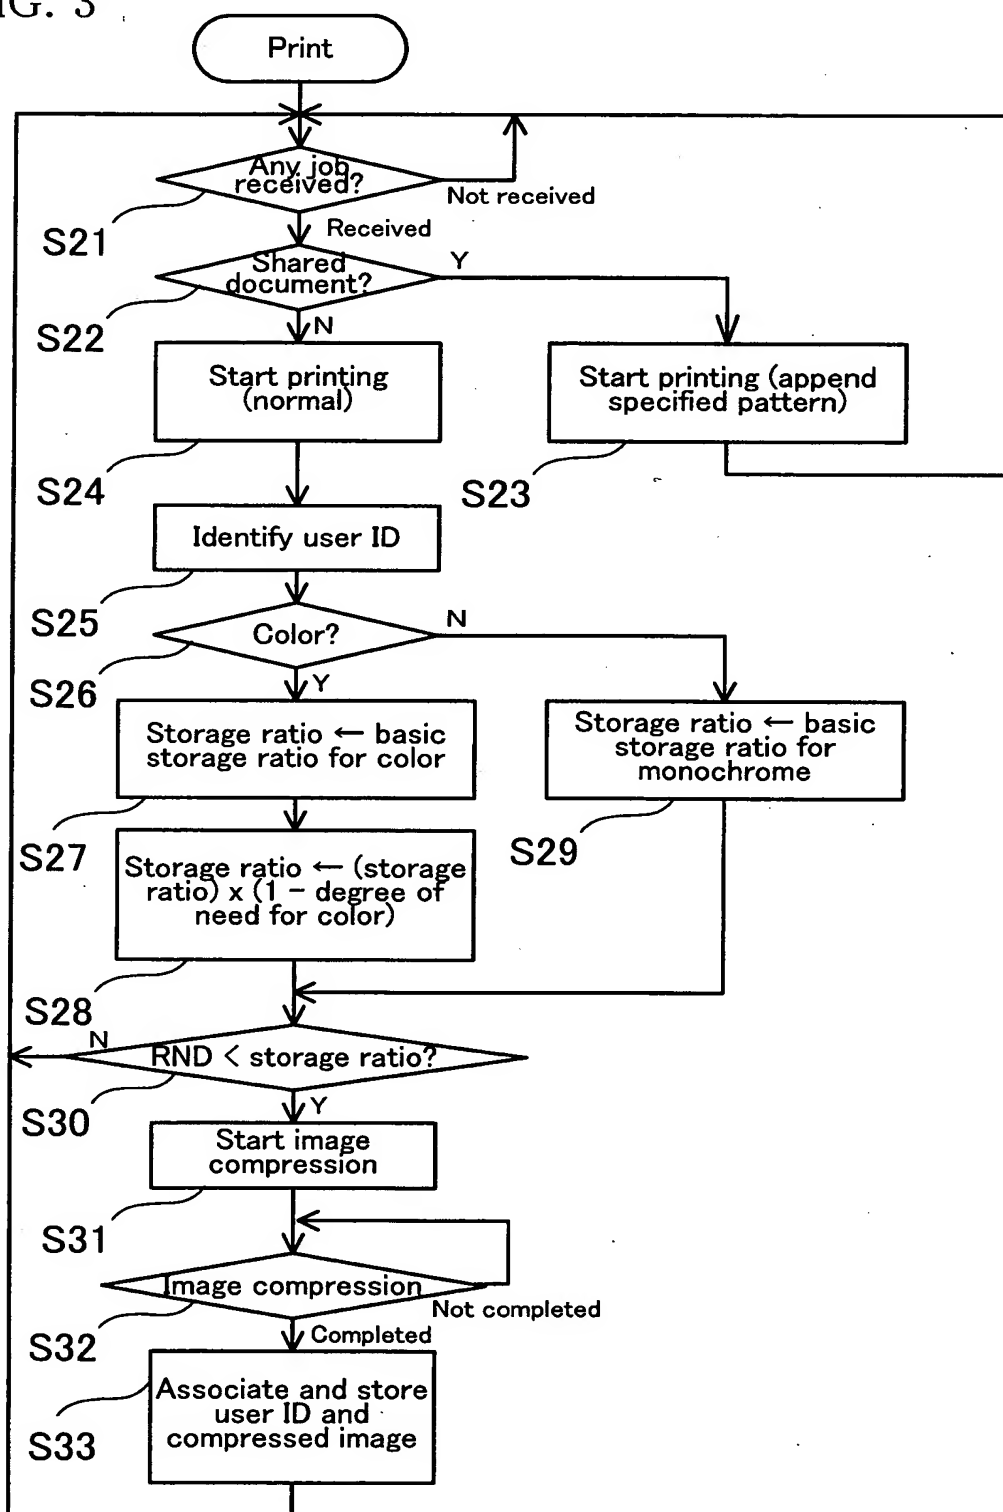 FIG. 3
Print
Any job
received?
Not received
S21
Received
Shared
document?
Y
S22
N
Start printing
(normal)
Start printing (append
specified pattern)
S24
S23
Identify user ID
S25
Color?
N
S26
Y
Storage ratio ← basic
storage ratio for color
Storage ratio ← basic
storage ratio for
monochrome
S27
S29
Storage ratio ← (storage
ratio) x (1 - degree of
need for color)
S28
N
RND < storage ratio?
S30
Y
Start image
compression
S31
Image compression
Not completed
S32
Completed
Associate and store
user ID and
compressed image
S33